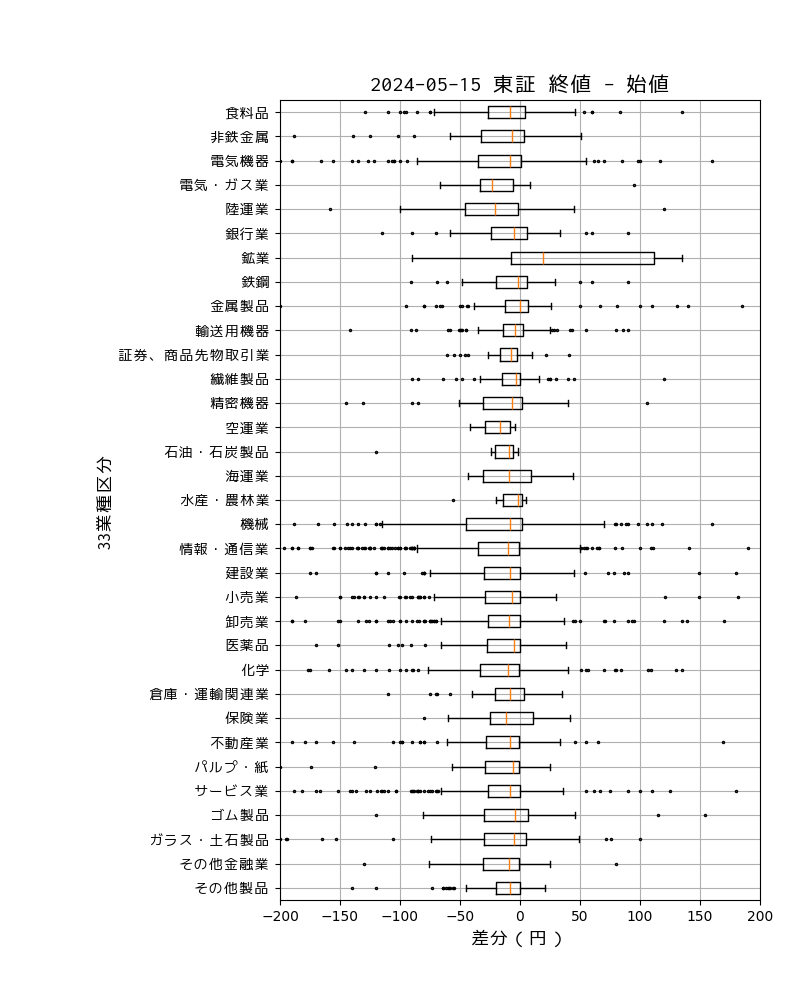 2024-05-15 東証 終値 - 始値
食料品
非鉄金属
電気機器
電気・ガス業
陸運業
銀行業
鉱業
鉄鋼
金属製品
輸送用機器
証券、商品先物取引業
繊維製品
精密機器
空運業
石油・石炭製品
海運業
水産・農林業
機械
情報・通信業
建設業
小売業
卸売業
医薬品
化学
倉庫・運輸関連業
保険業
不動産業
パルプ・紙
サービス業
ゴム製品
ガラス・土石製品
その他金融業
その他製品
33業種区分
−200 −150 −100 −50 0 50 100 150 200
差分（円）